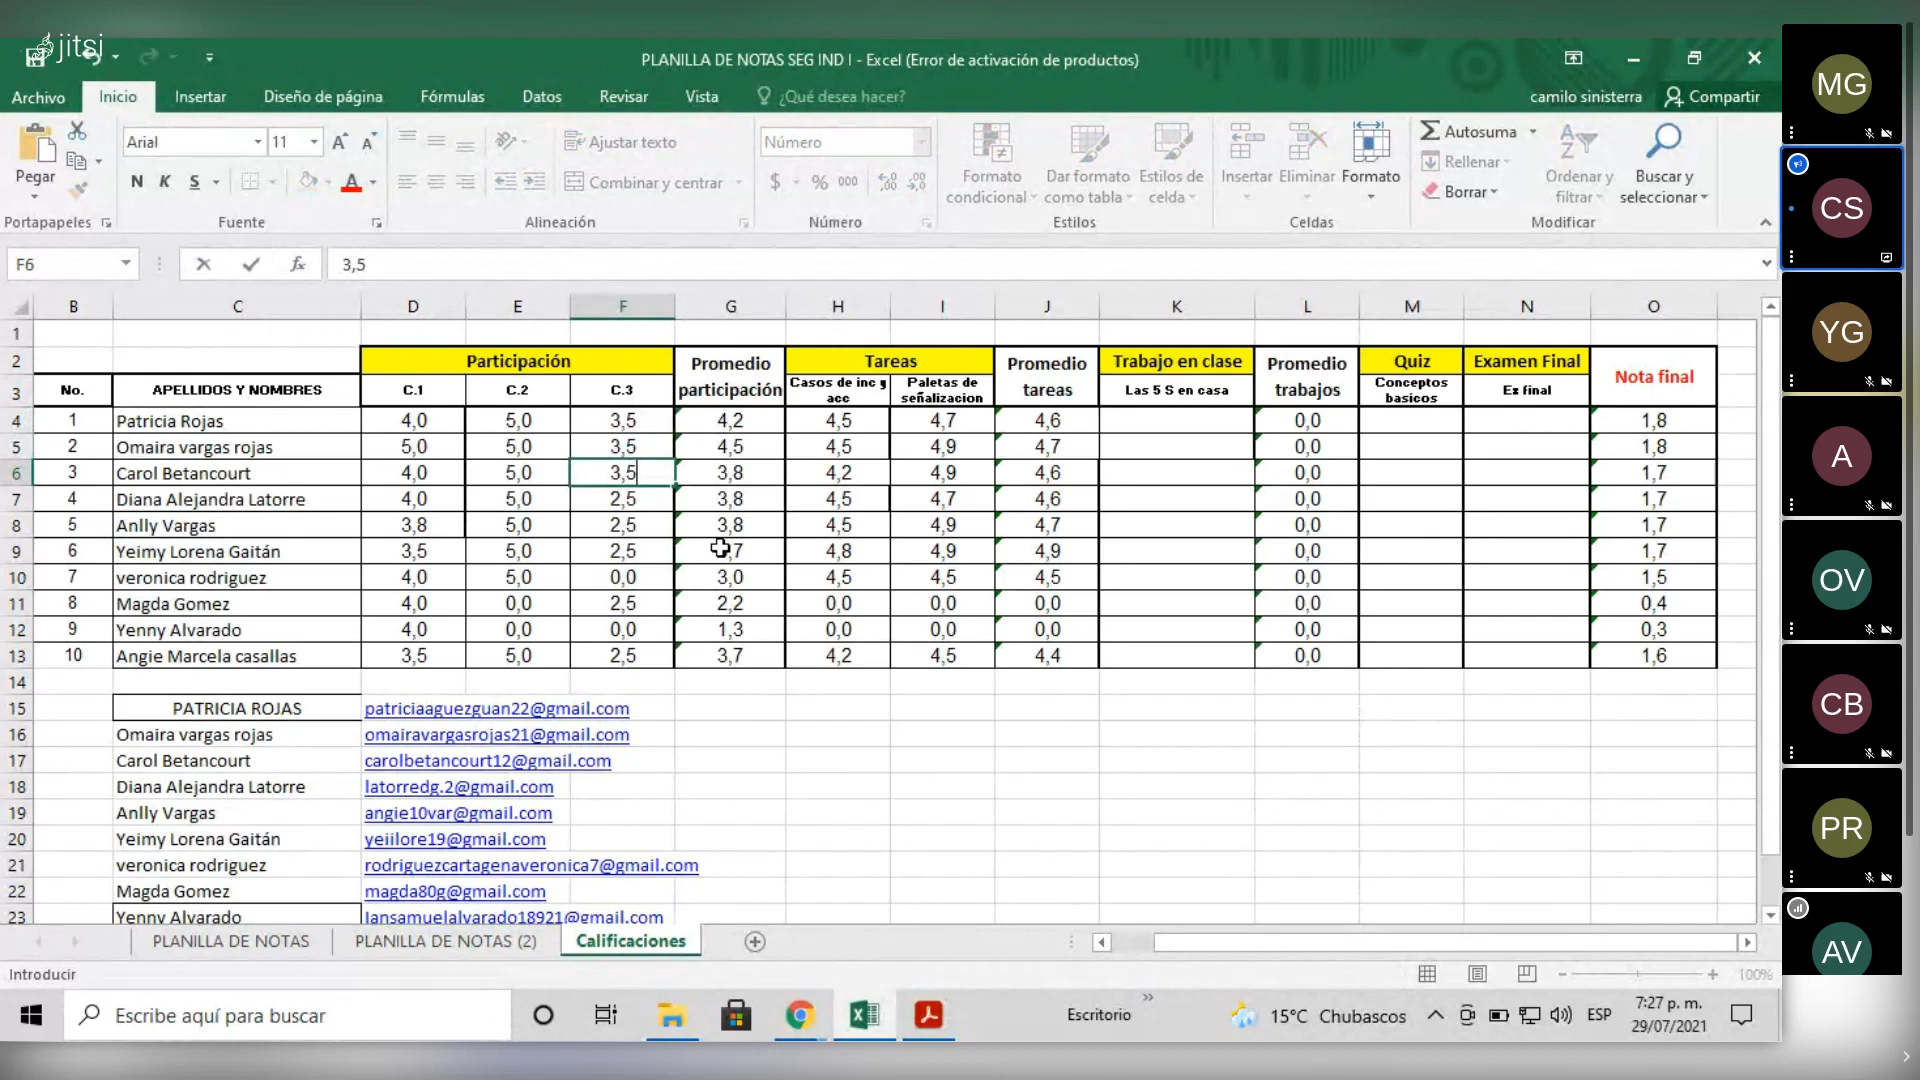 jitsi
PLANILLA DE NOTAS SEG IND I - Excel (Error de activación de productos)
Archivo Inicio Insertar Diseño de página Fórmulas Datos Revisar Vista ¿Qué desea hacer? camilo sinisterra Compartir
Pegar Arial 11 A A Ajustar texto Número Autosuma
N K S A Combinar y centrar $ % 000 Formato condicional Dar formato como tabla Estilos de celda Insertar Eliminar Formato Rellenar Borrar Ordenar y filtrar Buscar y seleccionar
Portapapeles Fuente Alineación Número Estilos Celdas Modificar
F6 fx 3,5
B C D E F G H I J K L M N O
1
2 Participación Promedio participación Tareas Promedio tareas Trabajo en clase Promedio trabajos Quiz Examen Final Nota final
3 No. APELLIDOS Y NOMBRES C.1 C.2 C.3 Casos de inc y acc Paletas de señalizacion Las 5 S en casa Conceptos basicos Ex final
4 1 Patricia Rojas 4,0 5,0 3,5 4,2 4,5 4,7 4,6 0,0 1,8
5 2 Omaira vargas rojas 5,0 5,0 3,5 4,5 4,5 4,9 4,7 0,0 1,8
6 3 Carol Betancourt 4,0 5,0 3,5 3,8 4,2 4,9 4,6 0,0 1,7
7 4 Diana Alejandra Latorre 4,0 5,0 2,5 3,8 4,5 4,7 4,6 0,0 1,7
8 5 Anlly Vargas 3,8 5,0 2,5 3,8 4,5 4,9 4,7 0,0 1,7
9 6 Yeimy Lorena Gaitán 3,5 5,0 2,5 7 4,8 4,9 4,9 0,0 1,7
10 7 veronica rodriguez 4,0 5,0 0,0 3,0 4,5 4,5 4,5 0,0 1,5
11 8 Magda Gomez 4,0 0,0 2,5 2,2 0,0 0,0 0,0 0,0 0,4
12 9 Yenny Alvarado 4,0 0,0 0,0 1,3 0,0 0,0 0,0 0,0 0,3
13 10 Angie Marcela casallas 3,5 5,0 2,5 3,7 4,2 4,5 4,4 0,0 1,6
14
15 PATRICIA ROJAS patriciaaguezguan22@gmail.com
16 Omaira vargas rojas omairavargasrojas21@gmail.com
17 Carol Betancourt carolbetancourt12@gmail.com
18 Diana Alejandra Latorre latorredg.2@gmail.com
19 Anlly Vargas angie10var@gmail.com
20 Yeimy Lorena Gaitán yeiilore19@gmail.com
21 veronica rodriguez rodriguezcartagenaveronica7@gmail.com
22 Magda Gomez magda80g@gmail.com
23 Yenny Alvarado Iansamuelalvarado18921@gmail.com
PLANILLA DE NOTAS PLANILLA DE NOTAS (2) Calificaciones
Introducir 100%
Escribe aquí para buscar Escritorio 15°C Chubascos ESP 7:27 p. m.
29/07/2021
MG
CS
YG
A
OV
CB
PR
AV